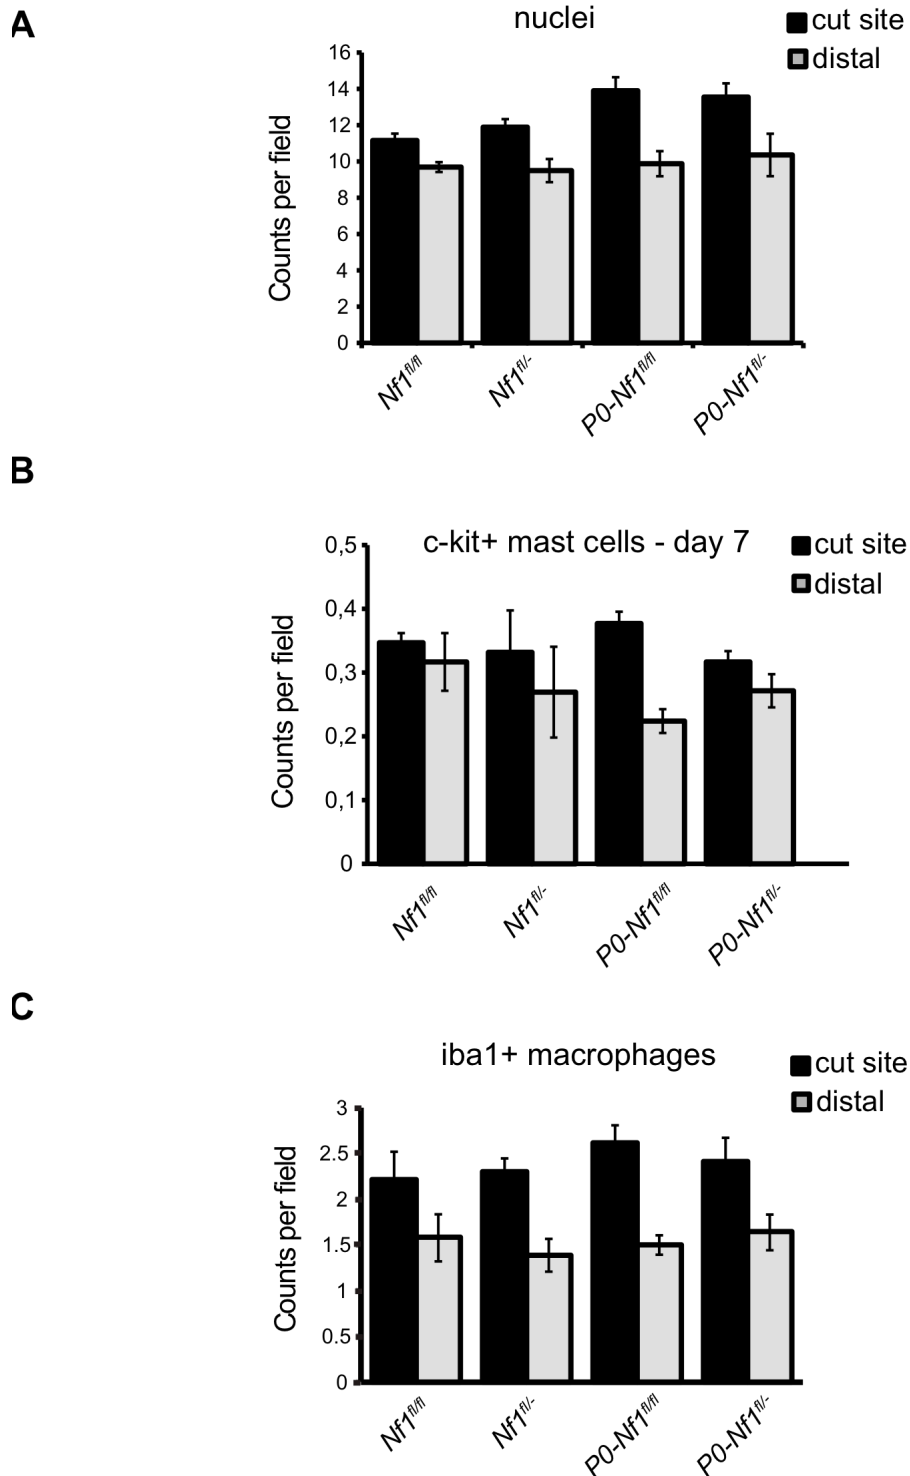 A
nuclei
cut site
distal
Counts per field
16
14
12
10
8
6
4
2
0
Nf1fl/fl
Nf1fl/-
P0-Nf1fl/fl
P0-Nf1fl/-
B
c-kit+ mast cells - day 7
cut site
distal
Counts per field
0,5
0,4
0,3
0,2
0,1
0
Nf1fl/fl
Nf1fl/-
P0-Nf1fl/fl
P0-Nf1fl/-
C
iba1+ macrophages
cut site
distal
Counts per field
3
2.5
2
1.5
1
0.5
0
Nf1fl/fl
Nf1fl/-
P0-Nf1fl/fl
P0-Nf1fl/-